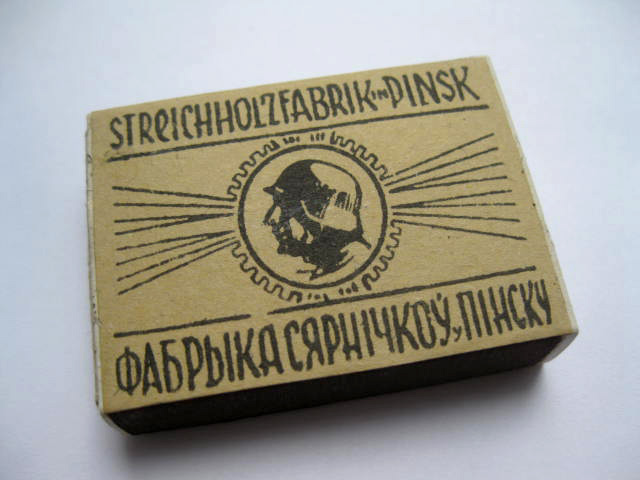 STREICHHOLZFABRIK IN PINSK
ФАБРЫКА СЯРНІЧКОЎ У ПІНСКУ